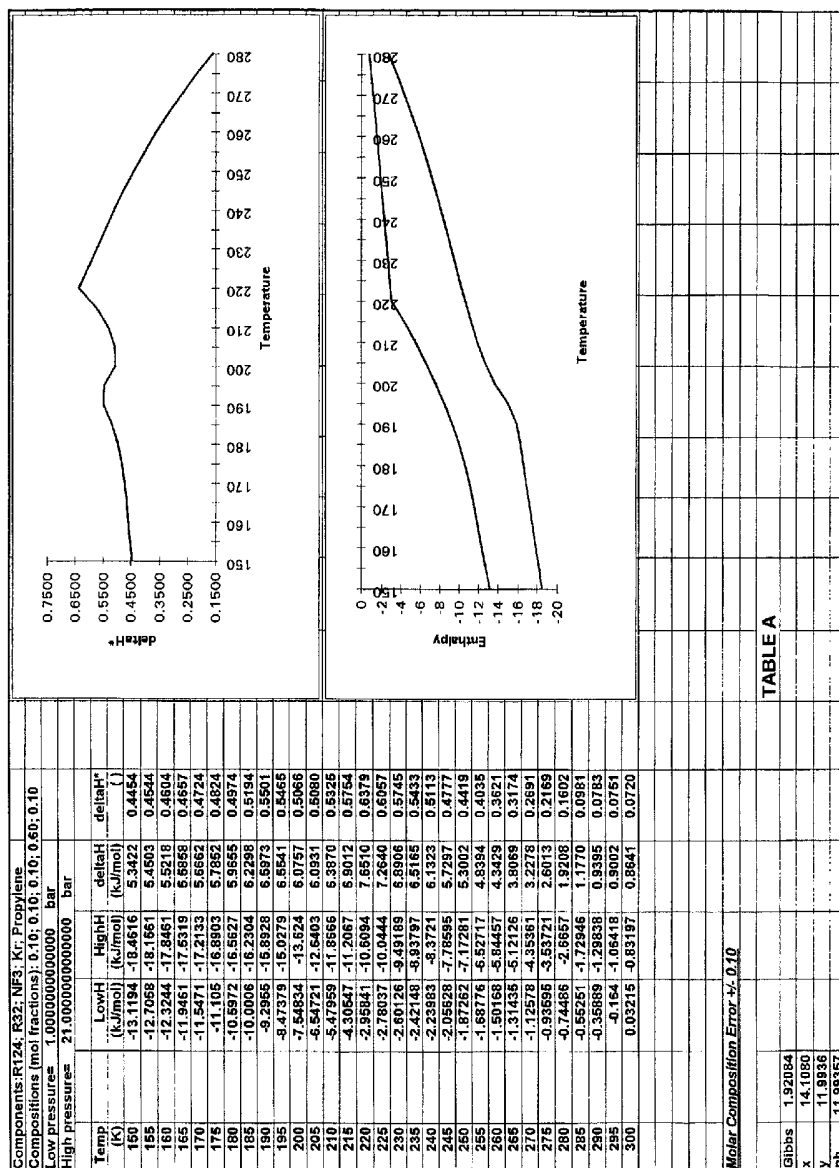 Components:R124; R32; NF3; Kr; Propylene
Compositions (mol fractions): 0.10; 0.10; 0.10; 0.60; 0.10
Low pressure= 1.0000000000000 bar
High pressure= 21.0000000000000 bar
Temp LowH HighH deltaH deltaH*
(K) (kJ/mol) (kJ/mol) (kJ/mol) ( )
150 -13.1194 -18.4616 5.3422 0.4454
155 -12.7058 -18.1561 5.4503 0.4544
160 -12.3244 -17.8461 5.5218 0.4604
165 -11.9461 -17.5319 5.5858 0.4657
170 -11.5471 -17.2133 5.6662 0.4724
175 -11.105 -16.8903 5.7852 0.4824
180 -10.5972 -16.5627 5.9655 0.4974
185 -10.0006 -16.2304 6.2298 0.5194
190 -9.2955 -15.8928 6.5973 0.5501
195 -8.47379 -15.0279 6.5541 0.5465
200 -7.54834 -13.624 6.0757 0.5066
205 -6.54721 -12.6403 6.0931 0.5080
210 -5.47959 -11.8666 6.3870 0.5325
215 -4.30547 -11.2067 6.9012 0.5754
220 -2.95841 -10.6094 7.6510 0.6379
225 -2.78037 -10.0444 7.2640 0.6057
230 -2.60126 -9.49189 6.8906 0.5745
235 -2.42148 -8.93797 6.5165 0.5433
240 -2.23983 -8.3721 6.1323 0.5113
245 -2.05628 -7.78595 5.7297 0.4777
250 -1.87262 -7.17281 5.3002 0.4419
255 -1.68776 -6.52717 4.8394 0.4035
260 -1.50168 -5.84457 4.3429 0.3621
265 -1.31435 -5.12126 3.8069 0.3174
270 -1.12578 -4.35361 3.2278 0.2691
275 -0.93595 -3.53721 2.6013 0.2169
280 -0.74486 -2.6657 1.9208 0.1602
285 -0.55251 -1.72946 1.1770 0.0981
290 -0.35889 -1.29838 0.9395 0.0783
295 -0.164 -1.06418 0.9002 0.0751
300 0.03215 -0.83197 0.8641 0.0720
Molar Composition Error +/- 0.10
Gibbs 1.92084
x 14.1080
y 11.9936
11.99357
deltaH*
0.7500
0.6500
0.5500
0.4500
0.3500
0.2500
0.1500
150 160 170 180 190 200 210 220 230 240 250 260 270 280
Temperature
Enthalpy
0
-2
-4
-6
-8
-10
-12
-14
-16
-18
-20
150 160 170 180 190 200 210 220 230 240 250 260 270 280
Temperature
TABLE A